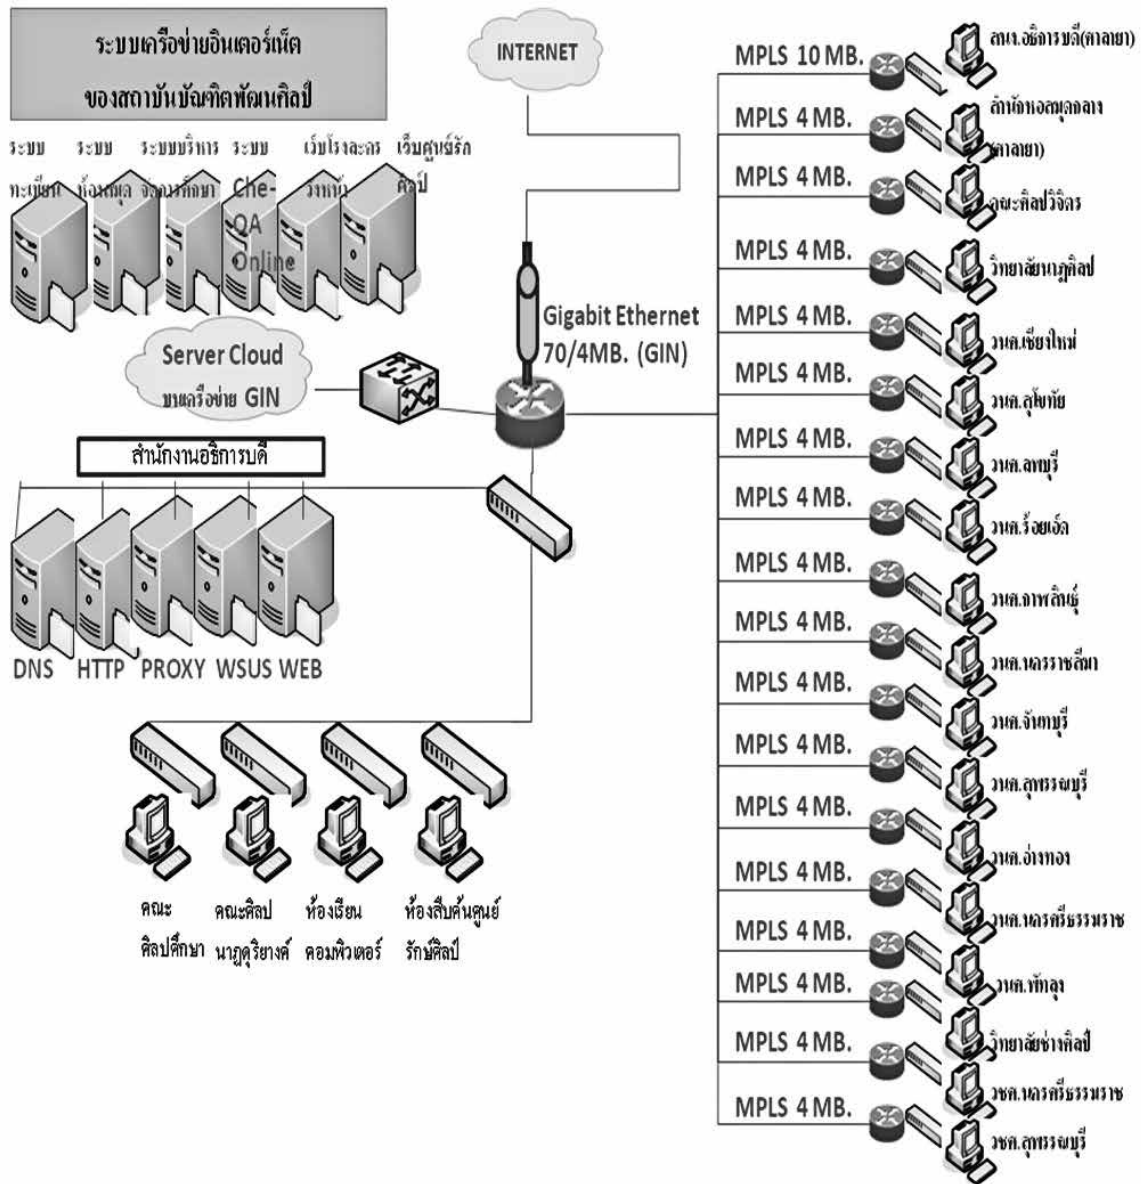 ระบบเครือข่ายอินเตอร์เน็ต
ของสถาบันบัณฑิตพัฒนศิลป์
ระบบ ระบบ ระบบบริหาร ระบบ เว็บโรงละคร เว็บศูนย์รัก
ทะเบียน ห้องสมุด จัดการศึกษา Che- วังหน้า ศิลป์
QA
Online
INTERNET
Gigabit Ethernet
70/4MB. (GIN)
Server Cloud
บนเครือข่าย GIN
สำนักงานอธิการบดี
DNS HTTP PROXY WSUS WEB
คณะ คณะศิลป ห้องเรียน ห้องสืบค้นศูนย์
ศิลปศึกษา นาฏดุริยางค์ คอมพิวเตอร์ รักษ์ศิลป์
MPLS 10 MB. สนง.อธิการบดี(ศาลายา)
MPLS 4 MB. สำนักหอสมุดกลาง
(ศาลายา)
MPLS 4 MB. คณะศิลปวิจิตร
MPLS 4 MB. วิทยาลัยนาฏศิลป
MPLS 4 MB. วนศ.เชียงใหม่
MPLS 4 MB. วนศ.สุโขทัย
MPLS 4 MB. วนศ.ลพบุรี
MPLS 4 MB. วนศ.ร้อยเอ็ด
MPLS 4 MB. วนศ.กาฬสินธุ์
MPLS 4 MB. วนศ.นครราชสีมา
MPLS 4 MB. วนศ.จันทบุรี
MPLS 4 MB. วนศ.สุพรรณบุรี
MPLS 4 MB. วนศ.อ่างทอง
MPLS 4 MB. วนศ.นครศรีธรรมราช
MPLS 4 MB. วนศ.พัทลุง
MPLS 4 MB. วิทยาลัยช่างศิลป์
MPLS 4 MB. วชศ.นครศรีธรรมราช
MPLS 4 MB. วชศ.สุพรรณบุรี